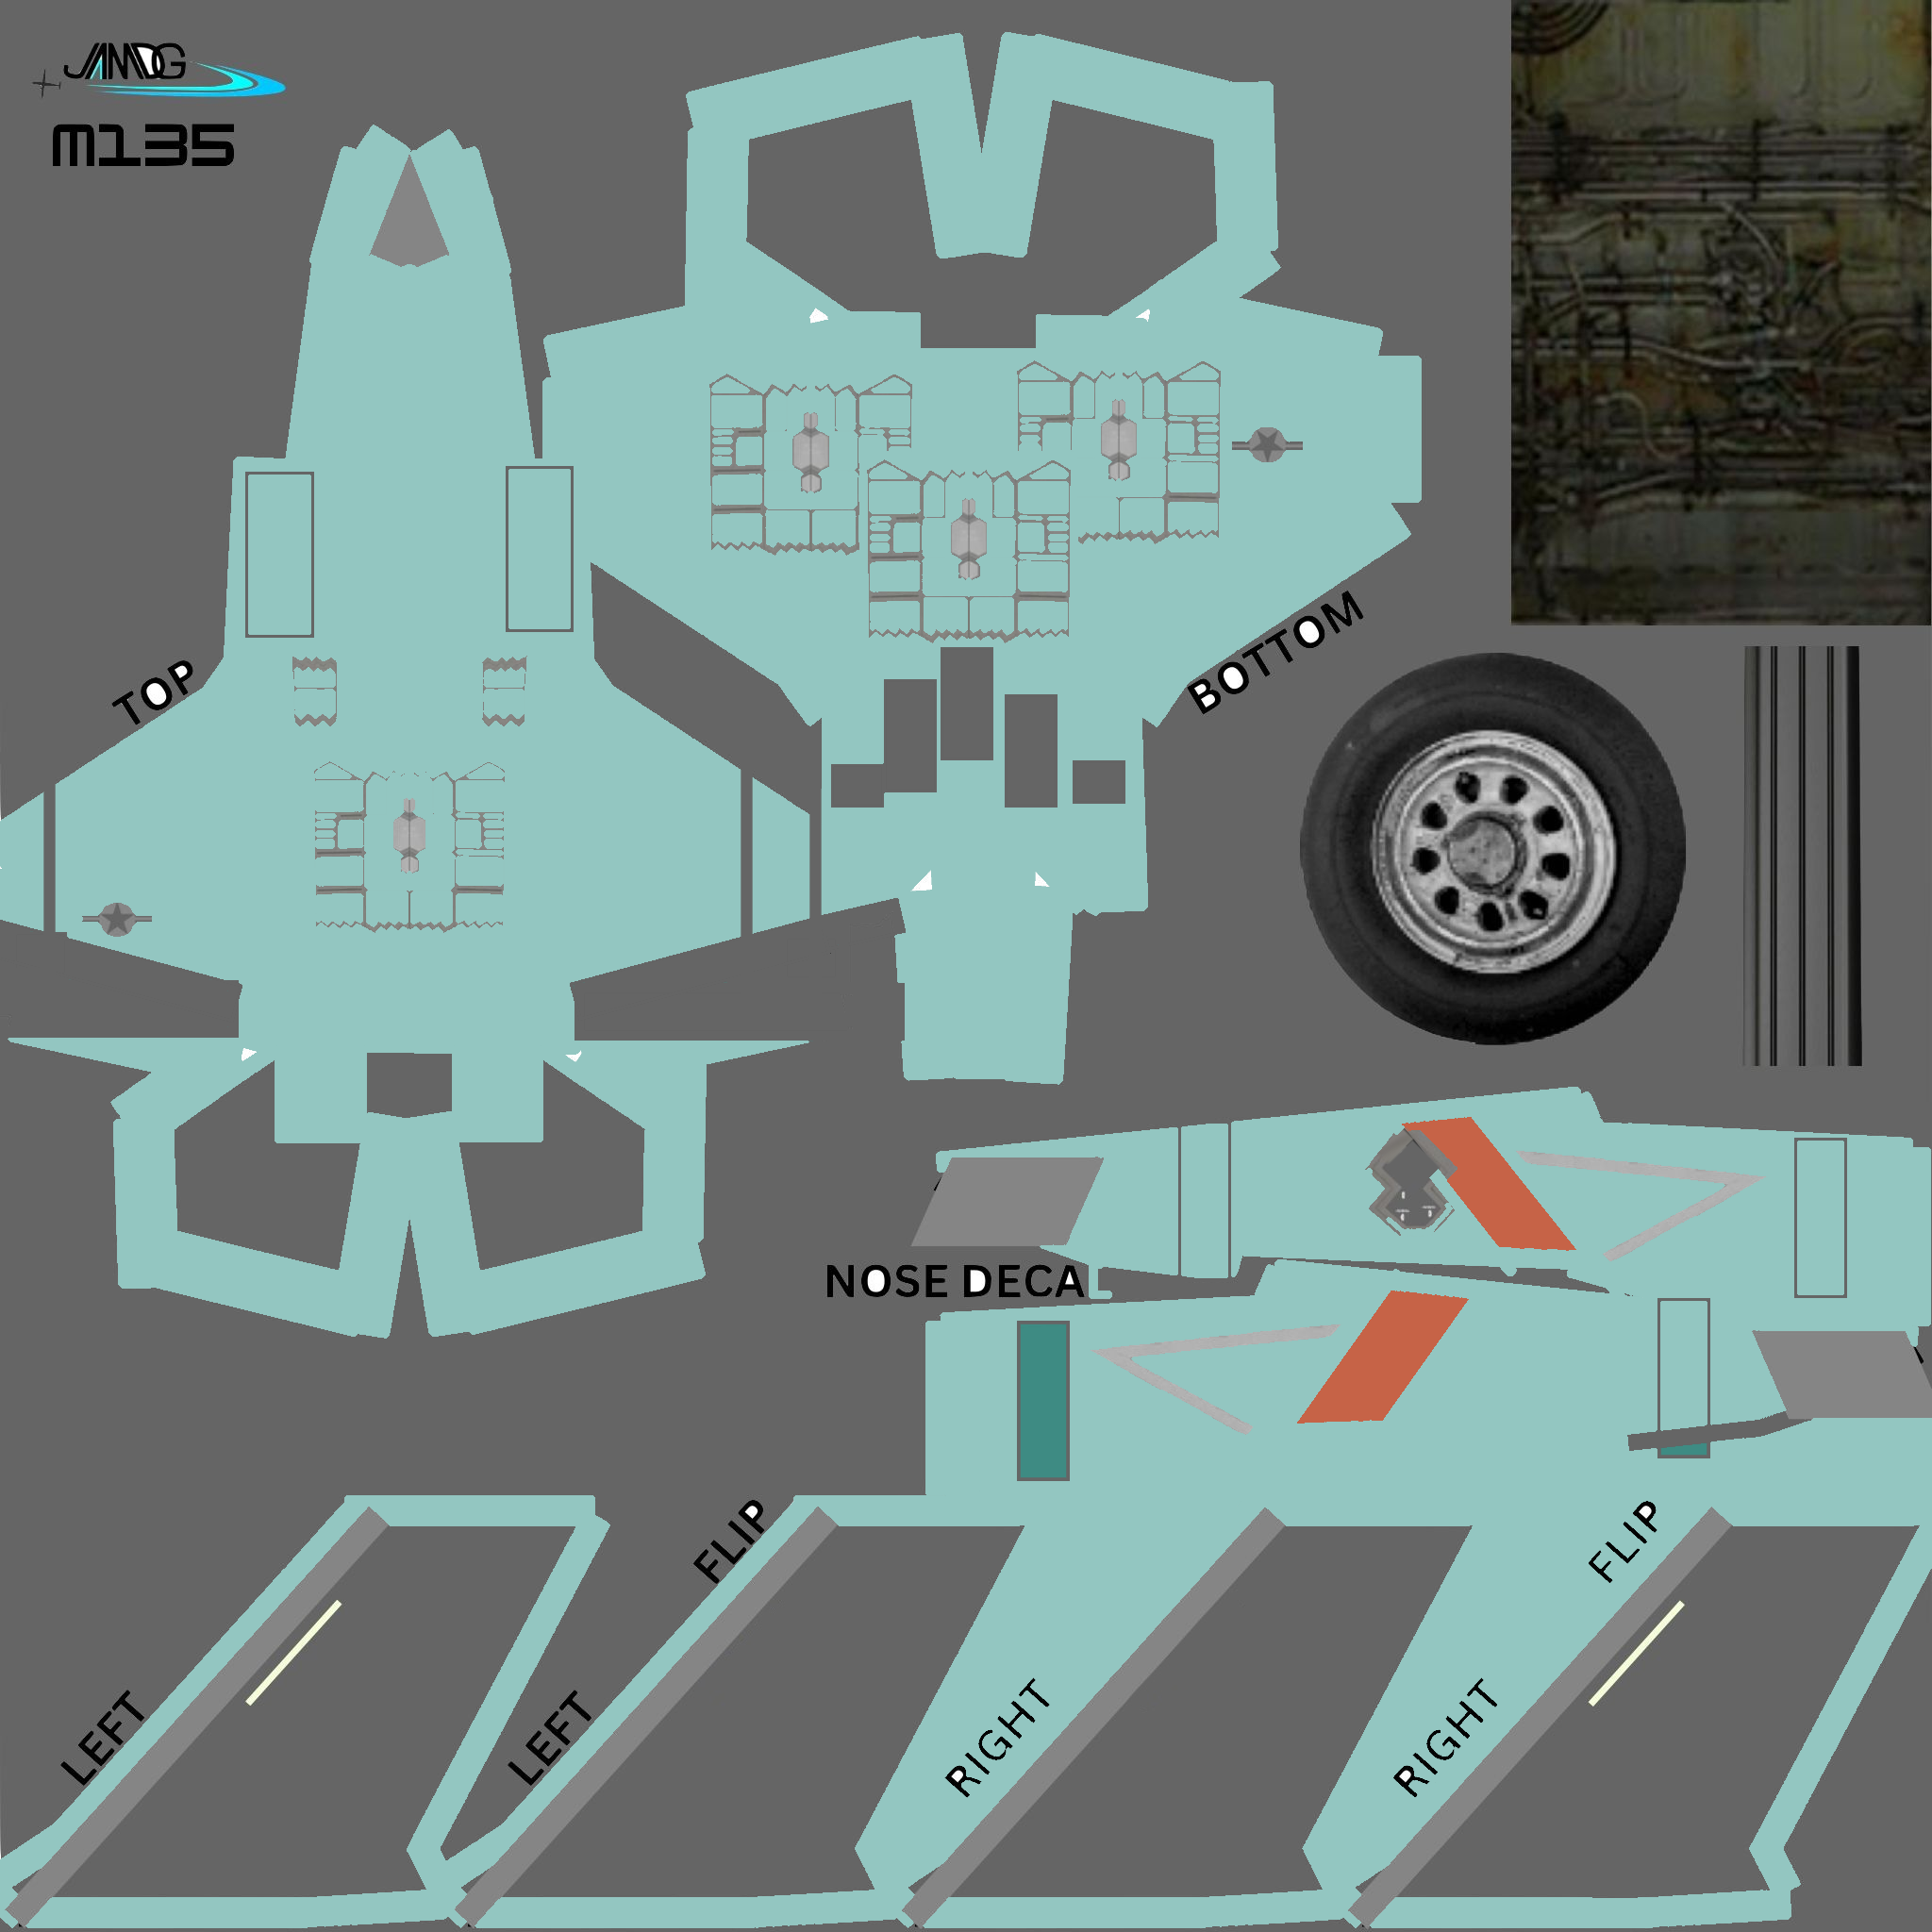 JAMDG
M135
TOP
BOTTOM
NOSE DECAL
FLIP
FLIP
LEFT
LEFT
RIGHT
RIGHT